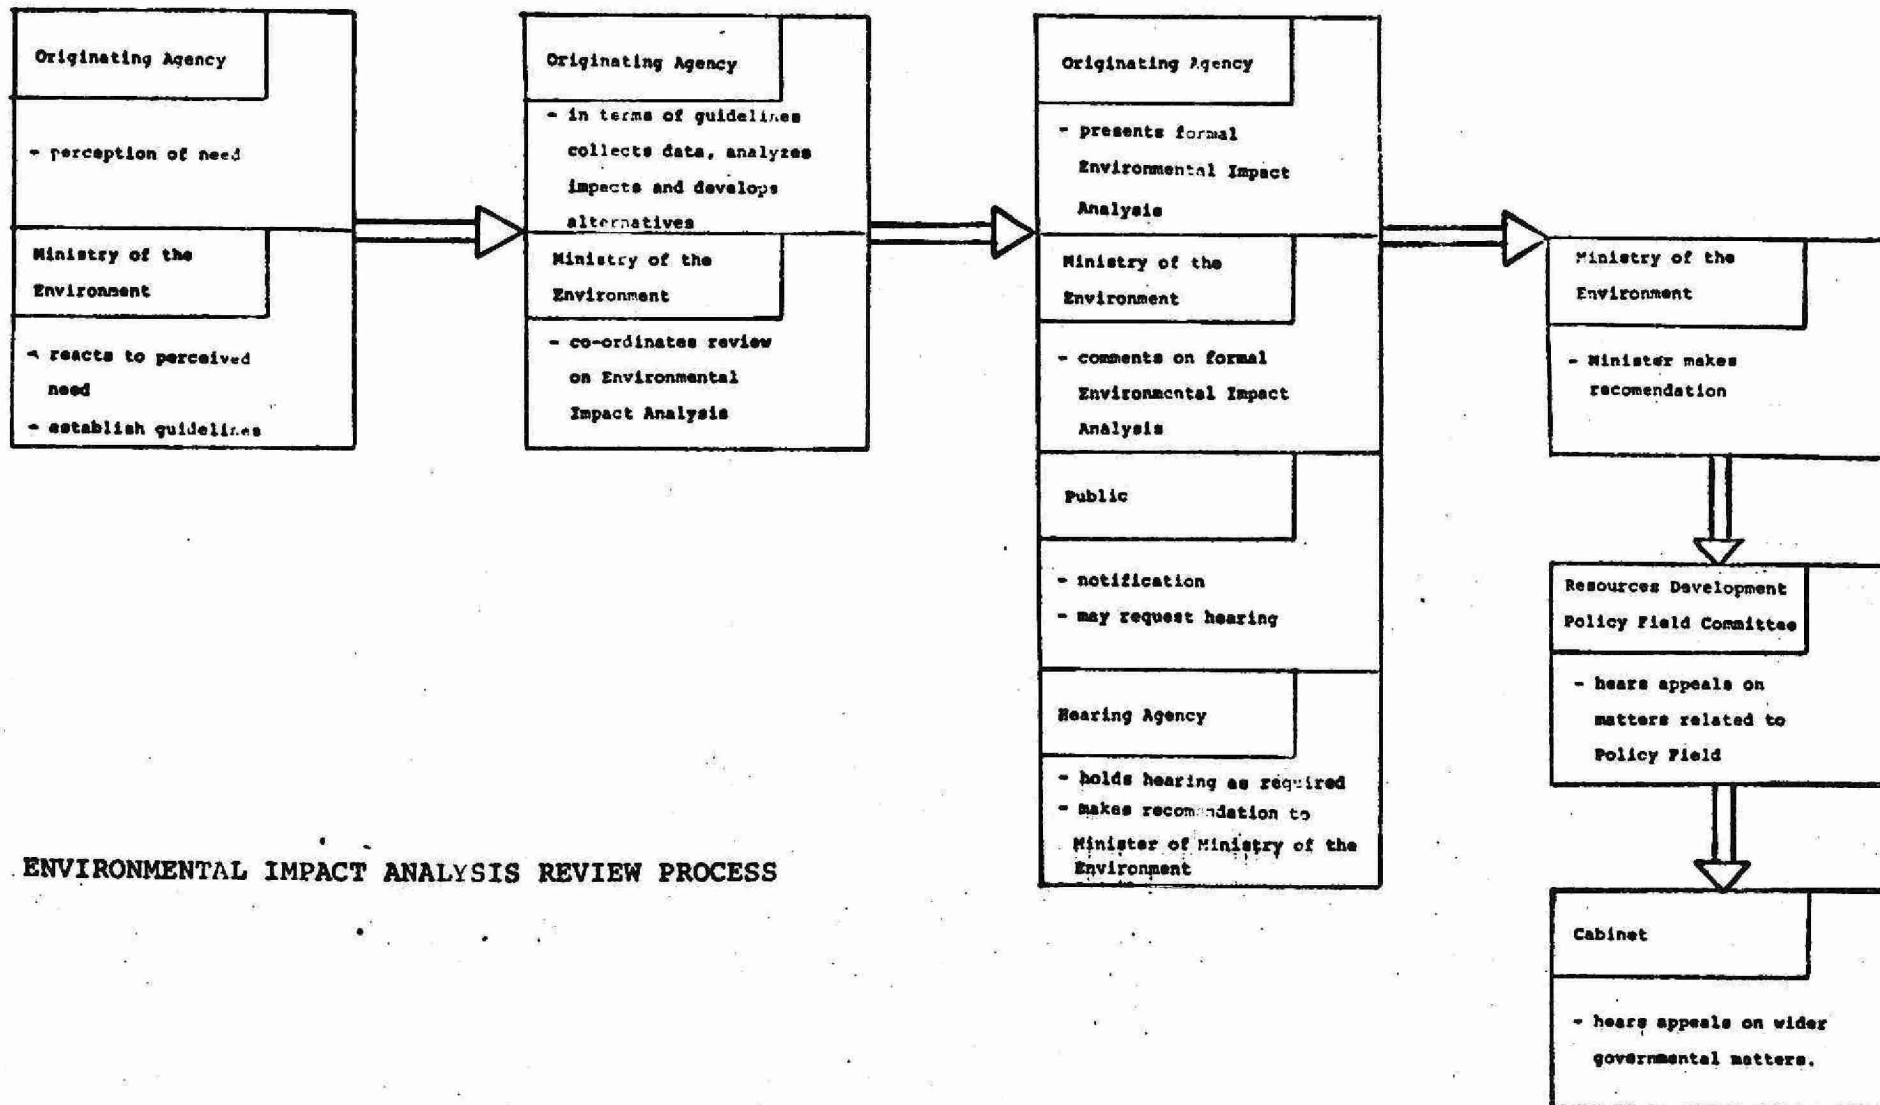 Originating Agency
- perception of need
Ministry of the
Environment
- reacts to perceived
need
- establish guidelines
Originating Agency
- in terms of guidelines
collects data, analyzes
impacts and develops
alternatives
Ministry of the
Environment
- co-ordinates review
on Environmental
Impact Analysis
Originating Agency
- presents formal
Environmental Impact
Analysis
Ministry of the
Environment
- comments on formal
Environmental Impact
Analysis
Public
- notification
- may request hearing
Hearing Agency
- holds hearing as required
- makes recomendation to
Minister of Ministry of the
Environment
Ministry of the
Environment
- Minister makes
recomendation
Resources Development
Policy Field Committee
- hears appeals on
matters related to
Policy Field
Cabinet
- hears appeals on wider
governmental matters.
ENVIRONMENTAL IMPACT ANALYSIS REVIEW PROCESS